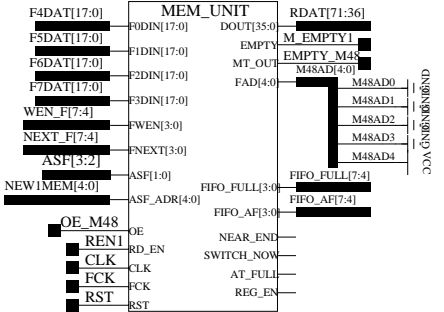 MEM_UNIT
F4DAT[17:0]
F0DIN[17:0]
F5DAT[17:0]
F1DIN[17:0]
F6DAT[17:0]
F2DIN[17:0]
F7DAT[17:0]
F3DIN[17:0]
WEN_F[7:4]
FWEN[3:0]
NEXT_F[7:4]
FNEXT[3:0]
ASF[3:2]
ASF[1:0]
NEW1MEM[4:0]
ASF_ADR[4:0]
OE_M48
OE
REN1
RD_EN
CLK
CLK
FCK
FCK
RST
RST
RDAT[71:36]
DOUT[35:0]
M_EMPTY1
EMPTY
EMPTY_M48
MT_OUT
M48AD[4:0]
FAD[4:0]
M48AD0
M48AD1
M48AD2
M48AD3
M48AD4
GND
VCC
FIFO_FULL[7:4]
FIFO_FULL[3:0]
FIFO_AF[7:4]
FIFO_AF[3:0]
NEAR_END
SWITCH_NOW
AT_FULL
REG_EN